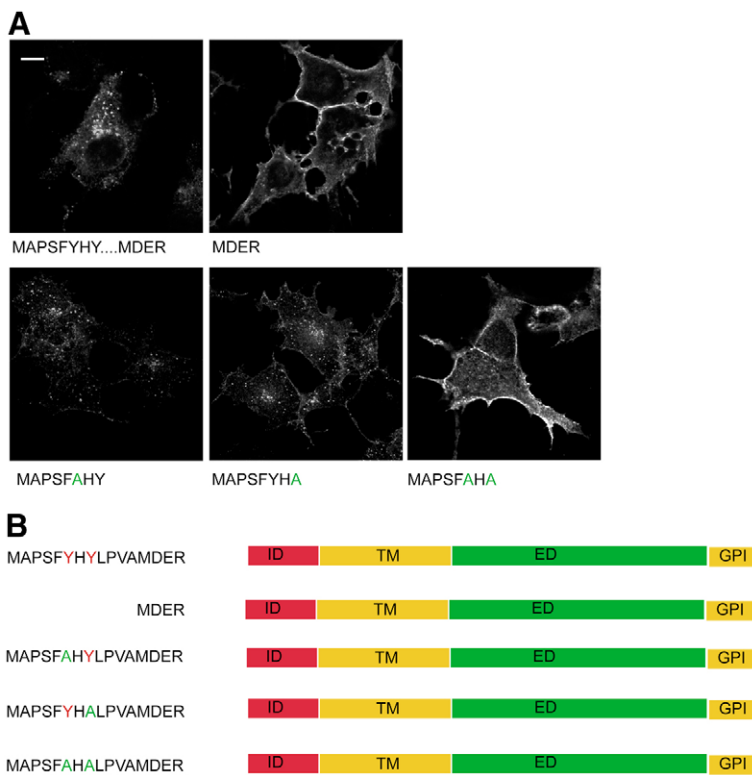 A
MAPSFYHY....MDER MDER
MAPSFAHY MAPSFYHA MAPSFAHA
B
MAPSFYHYLPVAMDER ID TM ED GPI
MDER ID TM ED GPI
MAPSFAHYLPVAMDER ID TM ED GPI
MAPSFYHALPVAMDER ID TM ED GPI
MAPSFAHALPVAMDER ID TM ED GPI